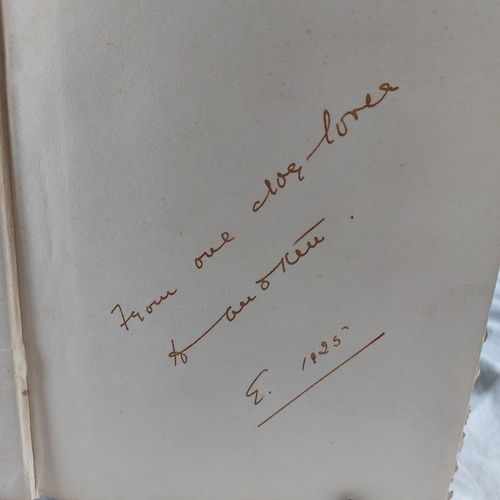 From one dog lover
to another.
E. 1925